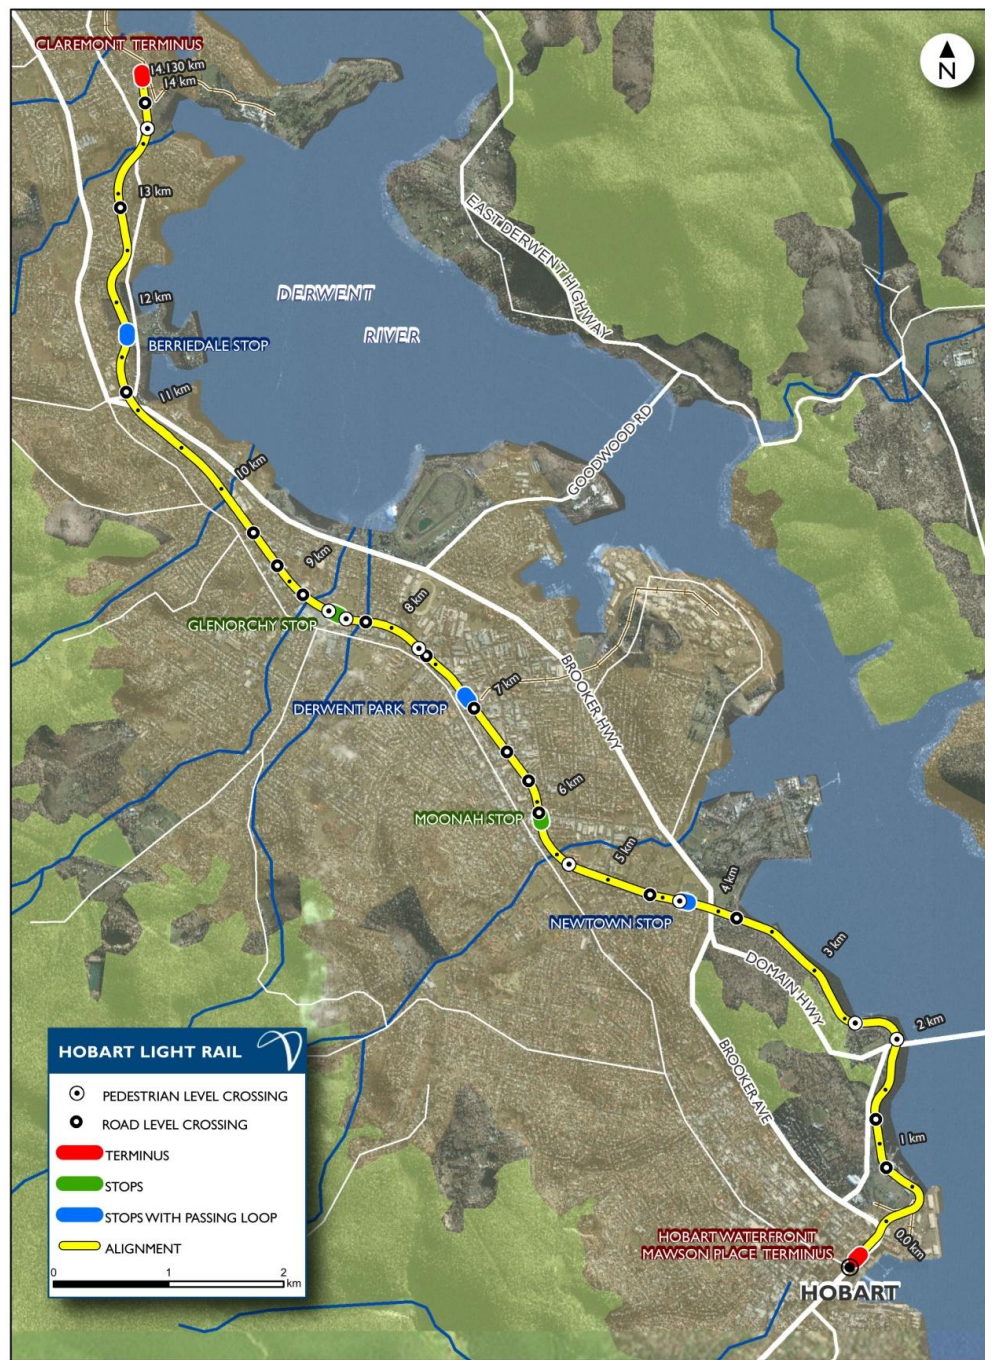 CLAREMONT TERMINUS
14.130 km
14 km
N
13 km
EAST DERWENT HIGHWAY
12 km
DERWENT
RIVER
BERRIEDALE STOP
11 km
GOODWOOD RD
10 km
9 km
8 km
GLENORCHY STOP
BROOKER HWY
7 km
DERWENT PARK STOP
6 km
MOONAH STOP
5 km
4 km
NEWTOWN STOP
3 km
DOMAIN HWY
2 km
BROOKER AVE
1 km
0.0 km
HOBART WATERFRONT
MAWSON PLACE TERMINUS
HOBART
HOBART LIGHT RAIL
PEDESTRIAN LEVEL CROSSING
ROAD LEVEL CROSSING
TERMINUS
STOPS
STOPS WITH PASSING LOOP
ALIGNMENT
0 1 2
km